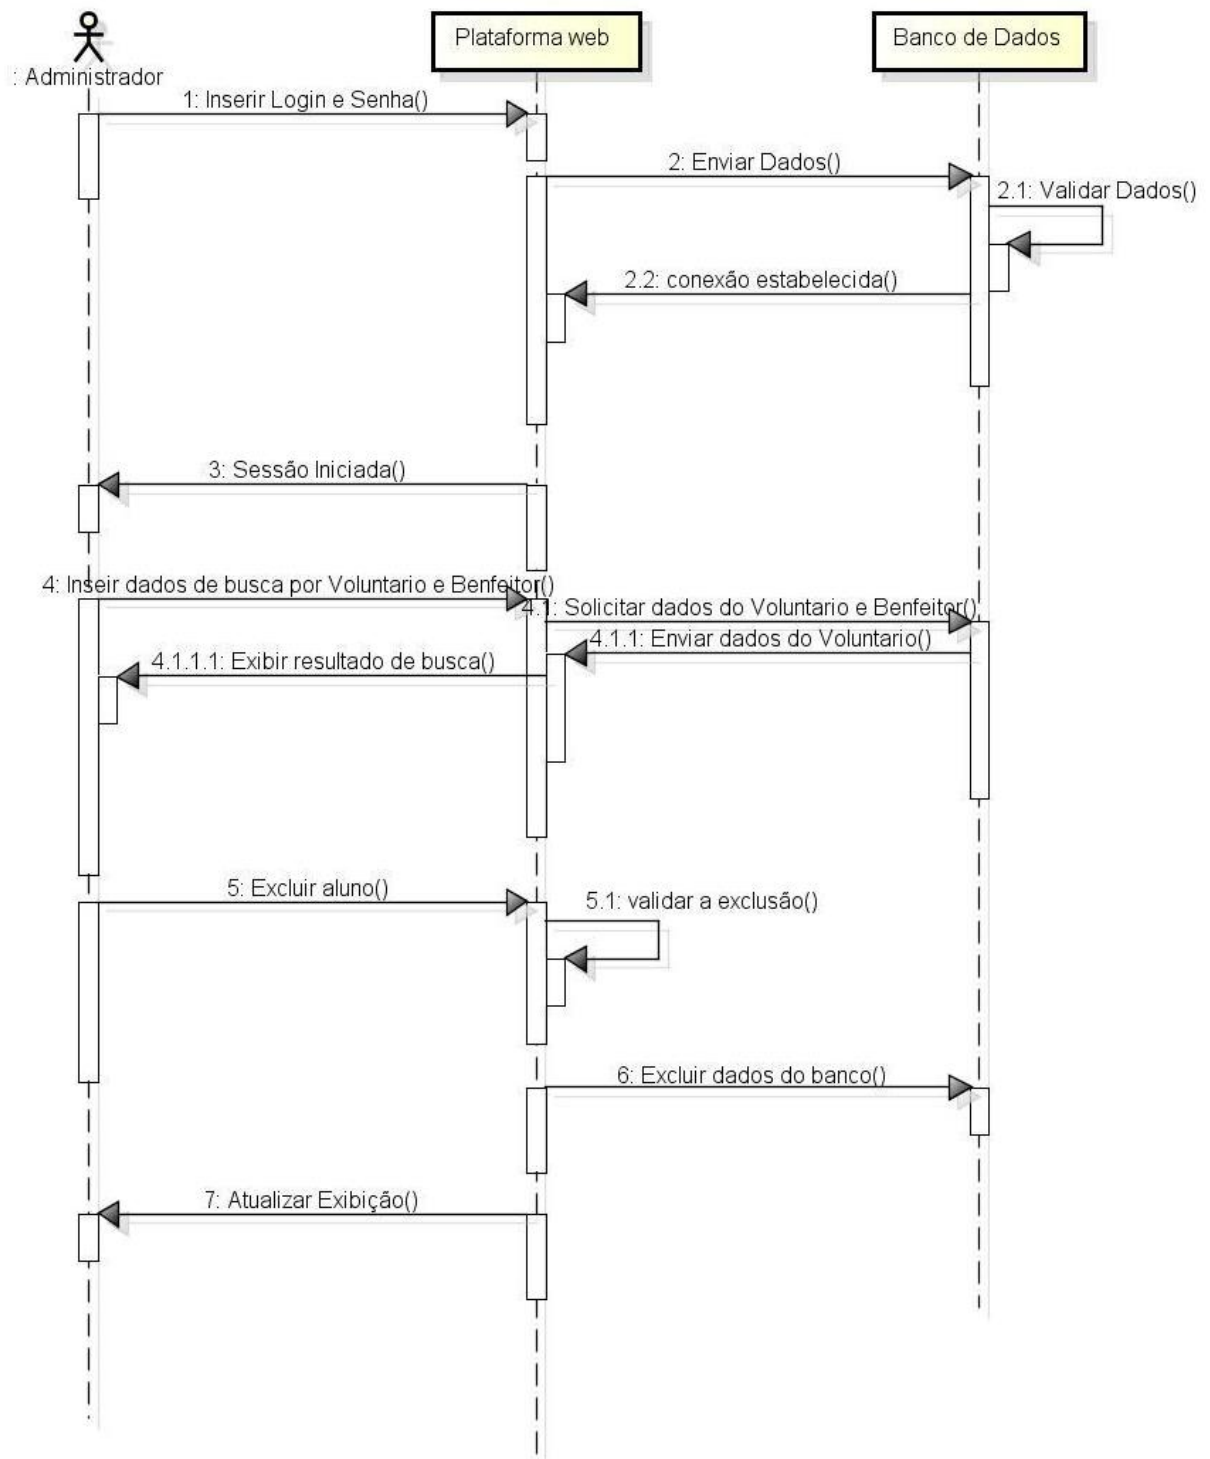 Plataforma web
Banco de Dados
: Administrador
1: Inserir Login e Senha()
2: Enviar Dados()
2.1: Validar Dados()
2.2: conexão estabelecida()
3: Sessão Iniciada()
4: Inseir dados de busca por Voluntario e Benfeitor()
4.1: Solicitar dados do Voluntario e Benfeitor()
4.1.1: Enviar dados do Voluntario()
4.1.1.1: Exibir resultado de busca()
5: Excluir aluno()
5.1: validar a exclusão()
6: Excluir dados do banco()
7: Atualizar Exibição()